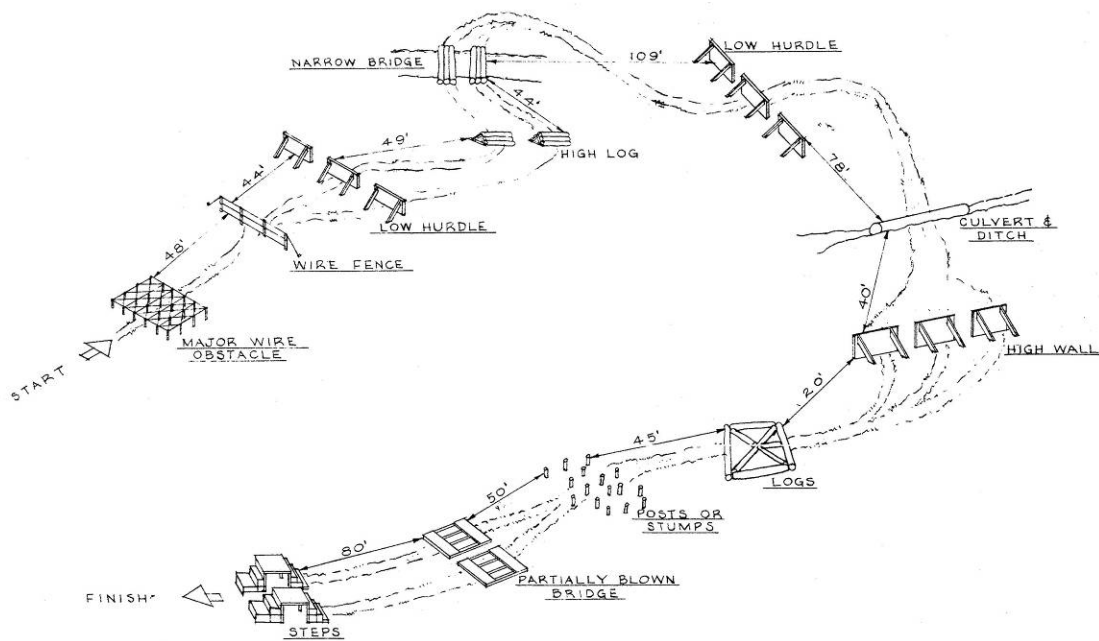 START
MAJOR WIRE
OBSTACLE
48'
WIRE FENCE
44'
LOW HURDLE
49'
HIGH LOG
44'
NARROW BRIDGE
109'
LOW HURDLE
78'
CULVERT &
DITCH
40'
HIGH WALL
20'
LOGS
45'
POSTS OR
STUMPS
50'
PARTIALLY BLOWN
BRIDGE
80'
STEPS
FINISH